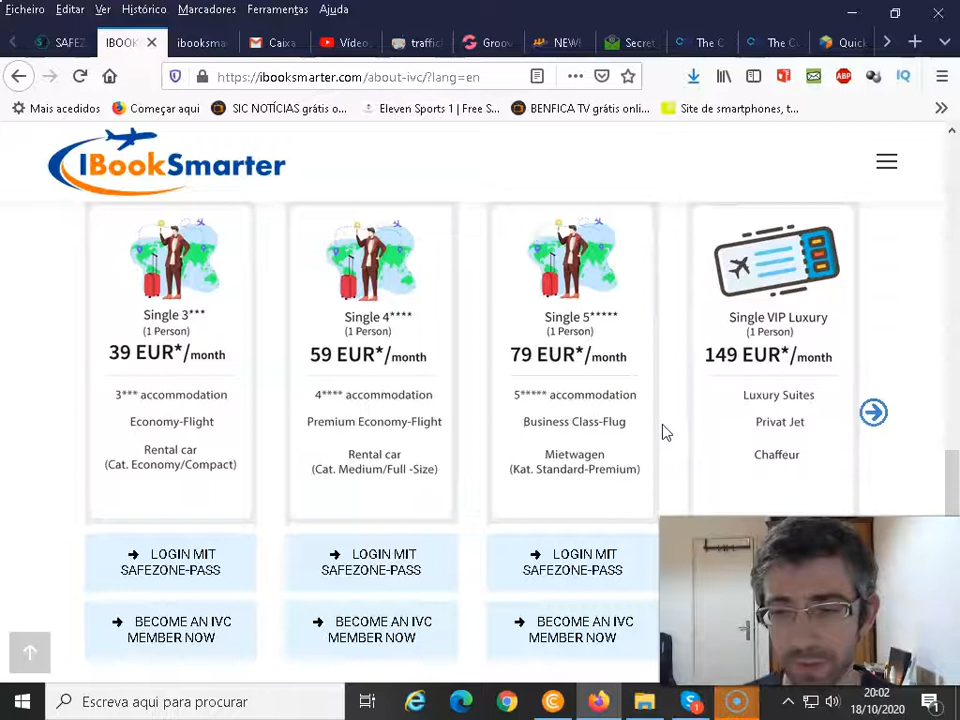 Ficheiro Editar Ver Histórico Marcadores Ferramentas Ajuda
SAFEZ IBOOK ibooksma Caixa Vídeo traffic Groov NEW! Secret The C The C Quick
https://ibooksmarter.com/about-ivc/?lang=en
ABP IQ
Mais acedidos Começar aqui SIC NOTÍCIAS grátis o... Eleven Sports 1 | Free S... BENFICA TV grátis onli... Site de smartphones, t...
IBookSmarter
Single 3***
(1 Person)
39 EUR*/month
3*** accommodation
Economy-Flight
Rental car
(Cat. Economy/Compact)
LOGIN MIT
SAFEZONE-PASS
BECOME AN IVC
MEMBER NOW
Single 4****
(1 Person)
59 EUR*/month
4**** accommodation
Premium Economy-Flight
Rental car
(Cat. Medium/Full -Size)
LOGIN MIT
SAFEZONE-PASS
BECOME AN IVC
MEMBER NOW
Single 5*****
(1 Person)
79 EUR*/month
5***** accommodation
Business Class-Flug
Mietwagen
(Kat. Standard-Premium)
LOGIN MIT
SAFEZONE-PASS
BECOME AN IVC
MEMBER NOW
Single VIP Luxury
(1 Person)
149 EUR*/month
Luxury Suites
Privat Jet
Chaffeur
Escreva aqui para procurar
20:02
18/10/2020